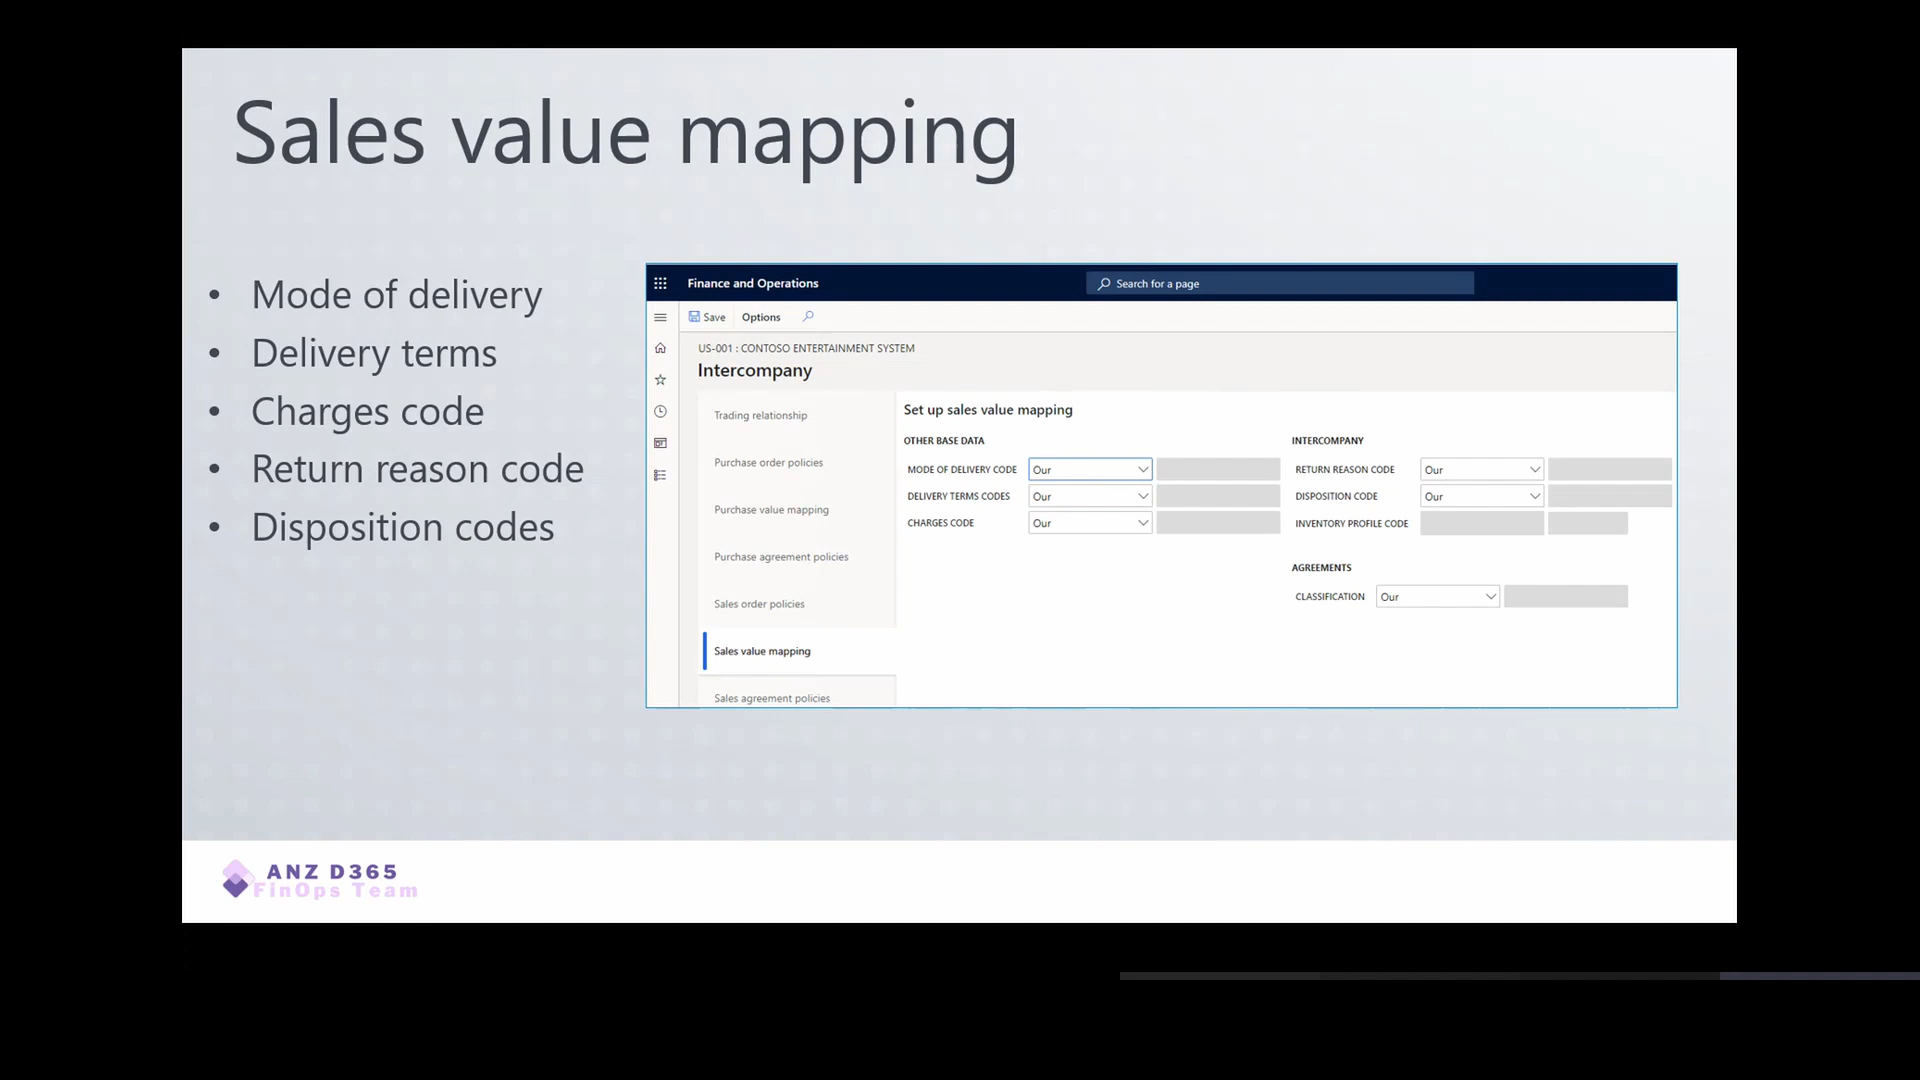 Sales value mapping
• Mode of delivery
• Delivery terms
• Charges code
• Return reason code
• Disposition codes
Finance and Operations
Search for a page
Save
Options
US-001 : CONTOSO ENTERTAINMENT SYSTEM
Intercompany
Trading relationship
Purchase order policies
Purchase value mapping
Purchase agreement policies
Sales order policies
Sales value mapping
Sales agreement policies
Set up sales value mapping
OTHER BASE DATA
MODE OF DELIVERY CODE Our
DELIVERY TERMS CODES Our
CHARGES CODE Our
INTERCOMPANY
RETURN REASON CODE Our
DISPOSITION CODE Our
INVENTORY PROFILE CODE
AGREEMENTS
CLASSIFICATION Our
ANZ D365
FinOps Team